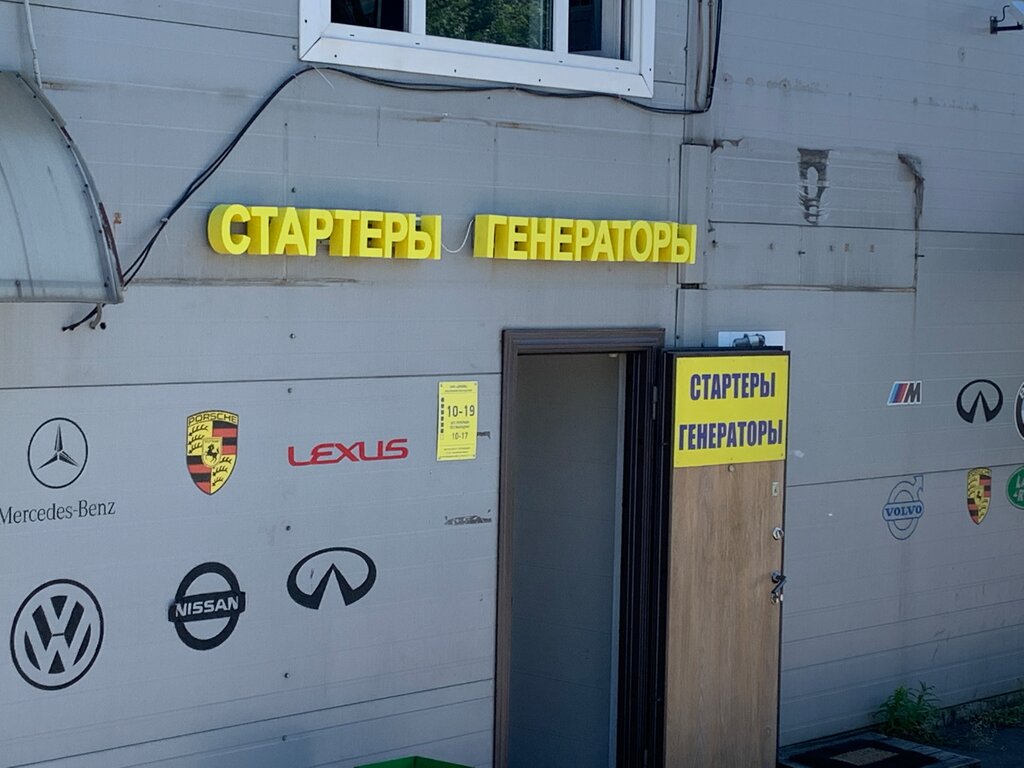 СТАРТЕРЫ ГЕНЕРАТОРЫ
СТАРТЕРЫ
ГЕНЕРАТОРЫ
10-19
10-17
PORSCHE
LEXUS
Mercedes-Benz
NISSAN
M
VOLVO